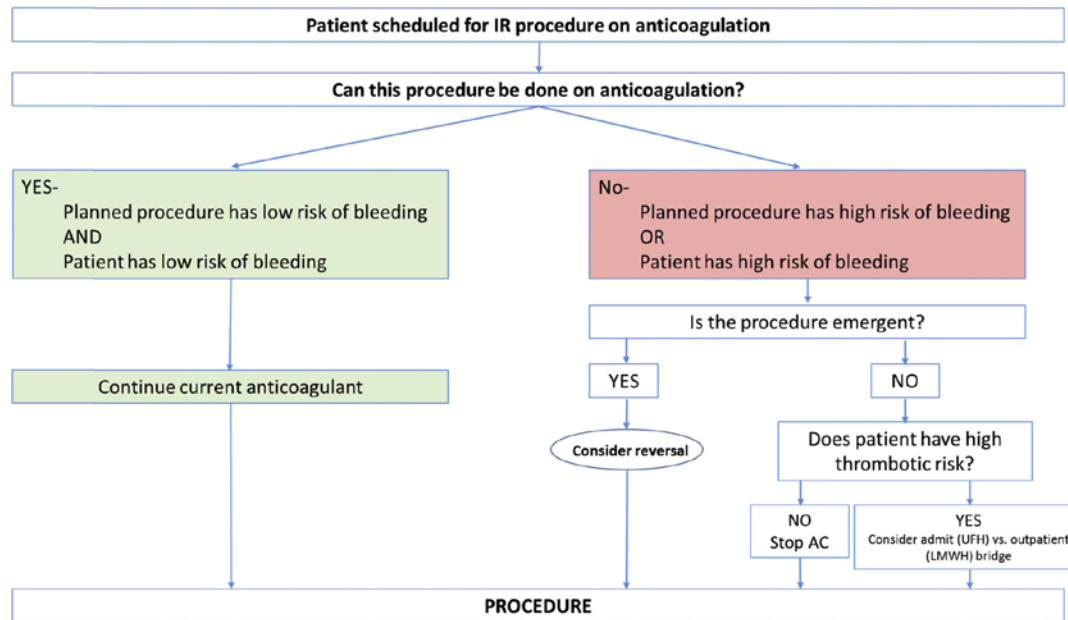 Patient scheduled for IR procedure on anticoagulation
Can this procedure be done on anticoagulation?
YES-
Planned procedure has low risk of bleeding
AND
Patient has low risk of bleeding
No-
Planned procedure has high risk of bleeding
OR
Patient has high risk of bleeding
Is the procedure emergent?
Continue current anticoagulant
YES
NO
Consider reversal
Does patient have high
thrombotic risk?
NO
Stop AC
YES
Consider admit (UFH) vs. outpatient
(LMWH) bridge
PROCEDURE